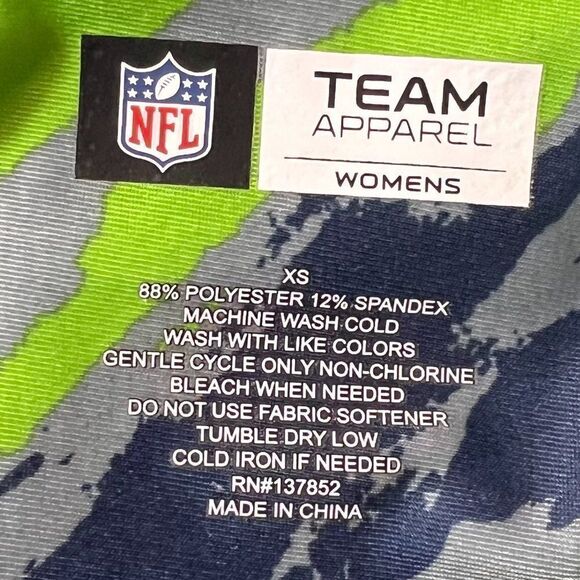 NFL
TEAM
APPAREL
WOMENS
XS
88% POLYESTER 12% SPANDEX
MACHINE WASH COLD
WASH WITH LIKE COLORS
GENTLE CYCLE ONLY NON-CHLORINE
BLEACH WHEN NEEDED
DO NOT USE FABRIC SOFTENER
TUMBLE DRY LOW
COLD IRON IF NEEDED
RN#137852
MADE IN CHINA